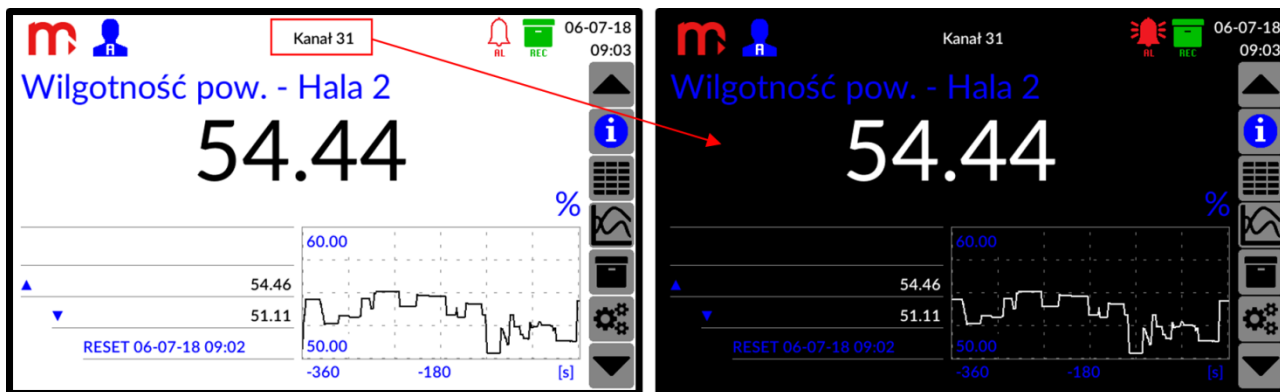 Kanał 31
AL
REC
06-07-18
09:03
A
Wilgotność pow. - Hala 2
54.44
%
54.46
51.11
RESET 06-07-18 09:02
60.00
50.00
-360 -180 [s]
Kanał 31
AL
REC
06-07-18
09:03
A
Wilgotność pow. - Hala 2
54.44
%
54.46
51.11
RESET 06-07-18 09:02
60.00
50.00
-360 -180 [s]